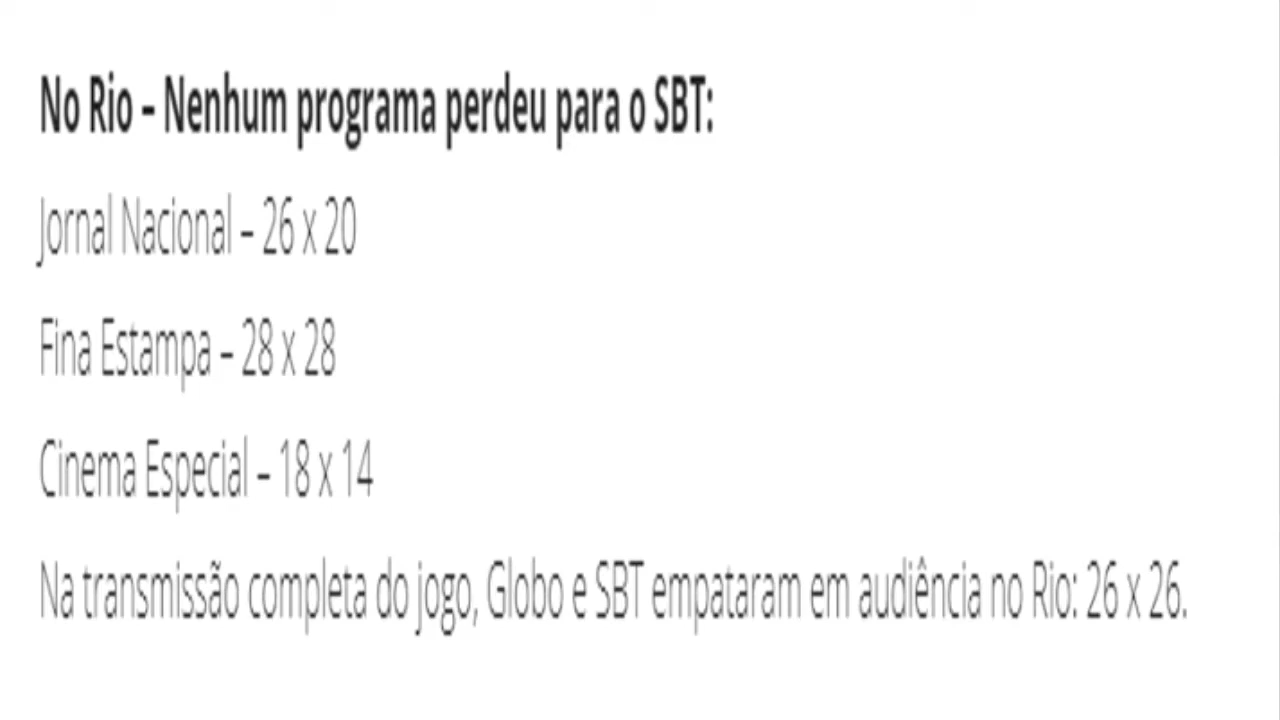 No Rio – Nenhum programa perdeu para o SBT:
Jornal Nacional – 26 x 20
Fina Estampa – 28 x 28
Cinema Especial – 18 x 14
Na transmissão completa do jogo, Globo e SBT empataram em audiência no Rio: 26 x 26.